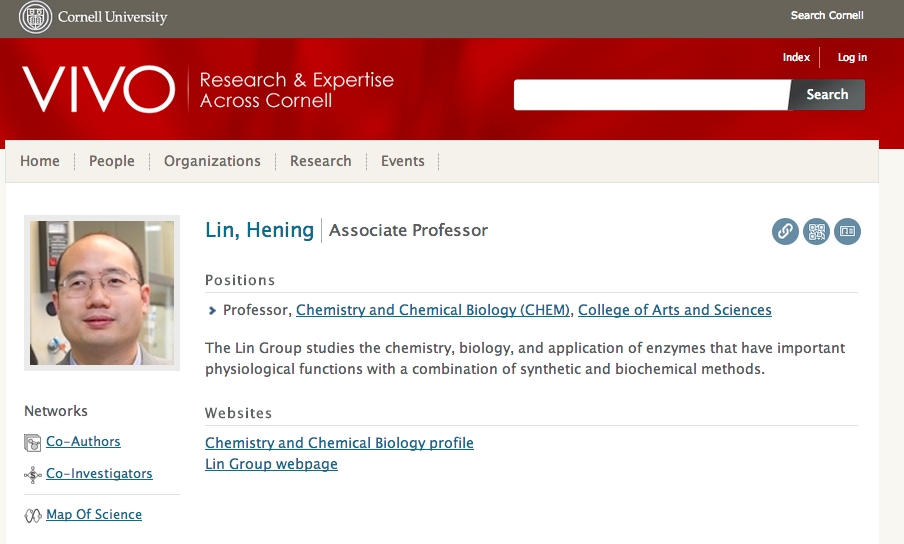 Cornell University
Search Cornell
Index
Log in
VIVO
Research & Expertise
Across Cornell
Search
Home
People
Organizations
Research
Events
Lin, Hening
Associate Professor
Positions
Professor, Chemistry and Chemical Biology (CHEM), College of Arts and Sciences
The Lin Group studies the chemistry, biology, and application of enzymes that have important
physiological functions with a combination of synthetic and biochemical methods.
Networks
Co-Authors
Co-Investigators
Map Of Science
Websites
Chemistry and Chemical Biology profile
Lin Group webpage